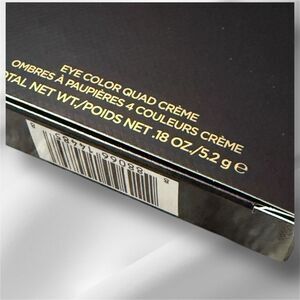 EYE COLOR QUAD CRÈME
OMBRES À PAUPIÈRES 4 COULEURS CRÈME
TOTAL NET WT./POIDS NET .18 OZ./5.2 g ℮